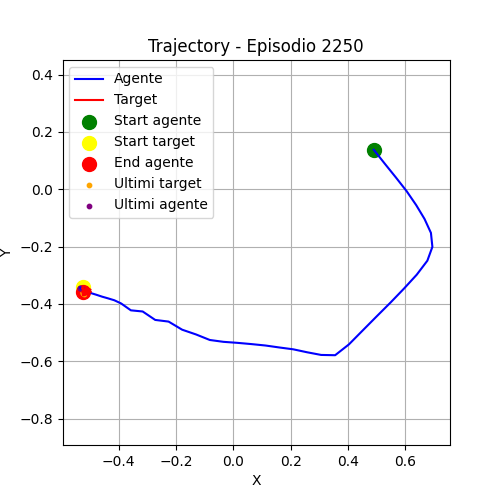 Trajectory - Episodio 2250
Agente
Target
Start agente
Start target
End agente
Ultimi target
Ultimi agente
0.4
0.2
0.0
−0.2
−0.4
−0.6
−0.8
Y
−0.4
−0.2
0.0
0.2
0.4
0.6
X